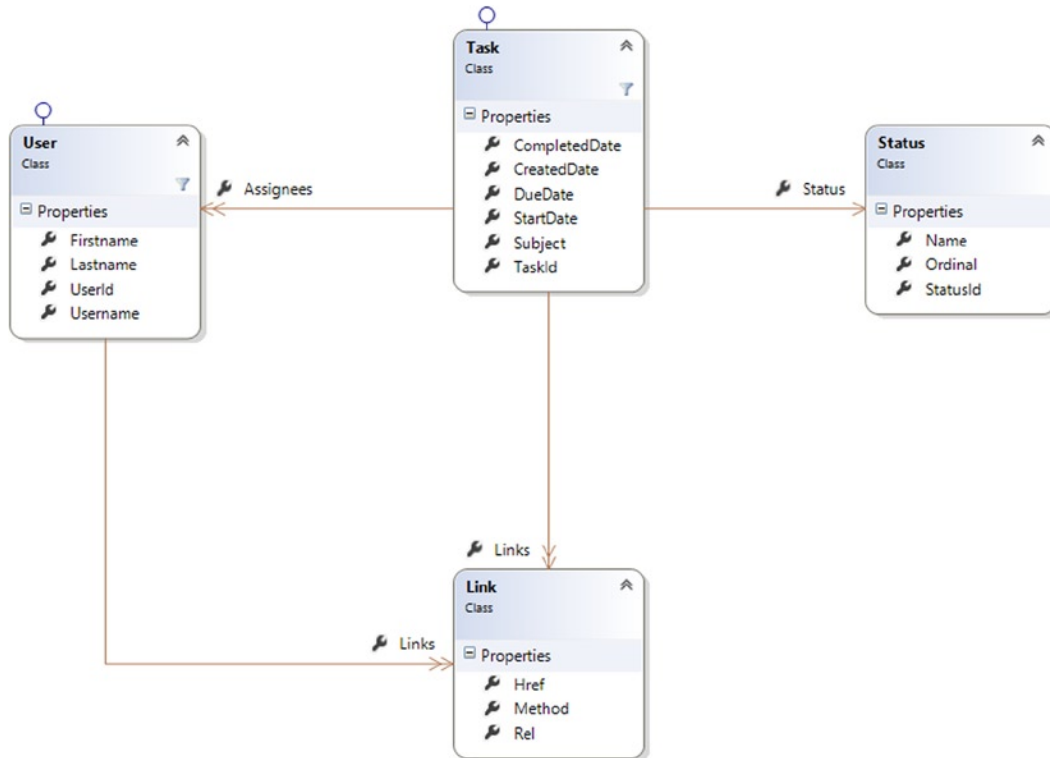 Task
Class
Properties
CompletedDate
CreatedDate
DueDate
StartDate
Subject
TaskId
User
Class
Properties
Firstname
Lastname
UserId
Username
Assignees
Status
Status
Class
Properties
Name
Ordinal
StatusId
Links
Links
Link
Class
Properties
Href
Method
Rel